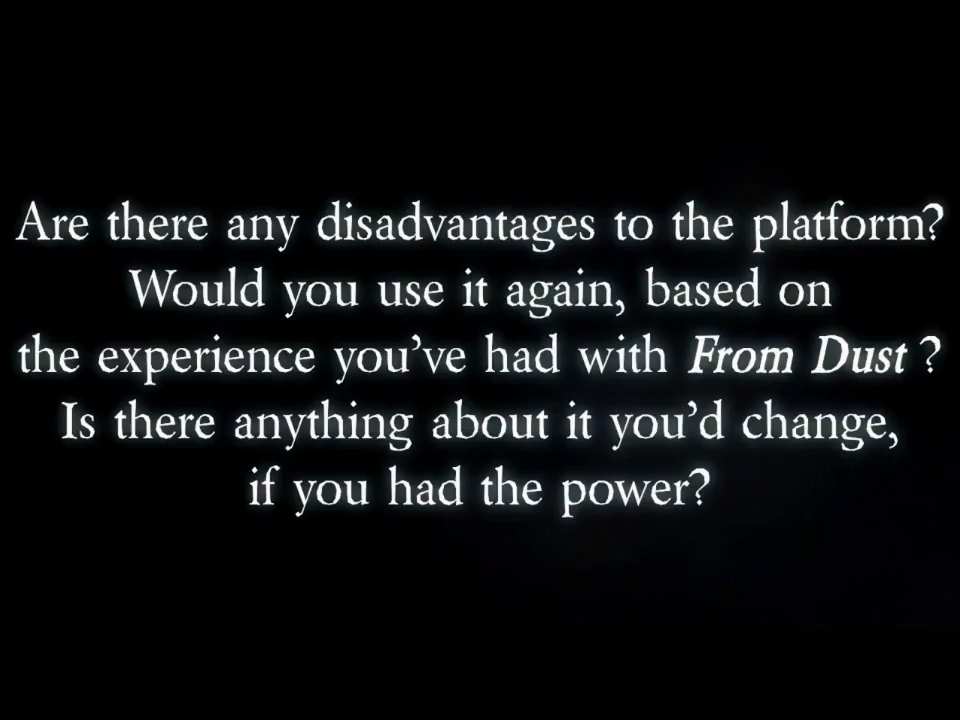 Are there any disadvantages to the platform?
Would you use it again, based on
the experience you’ve had with From Dust ?
Is there anything about it you’d change,
if you had the power?